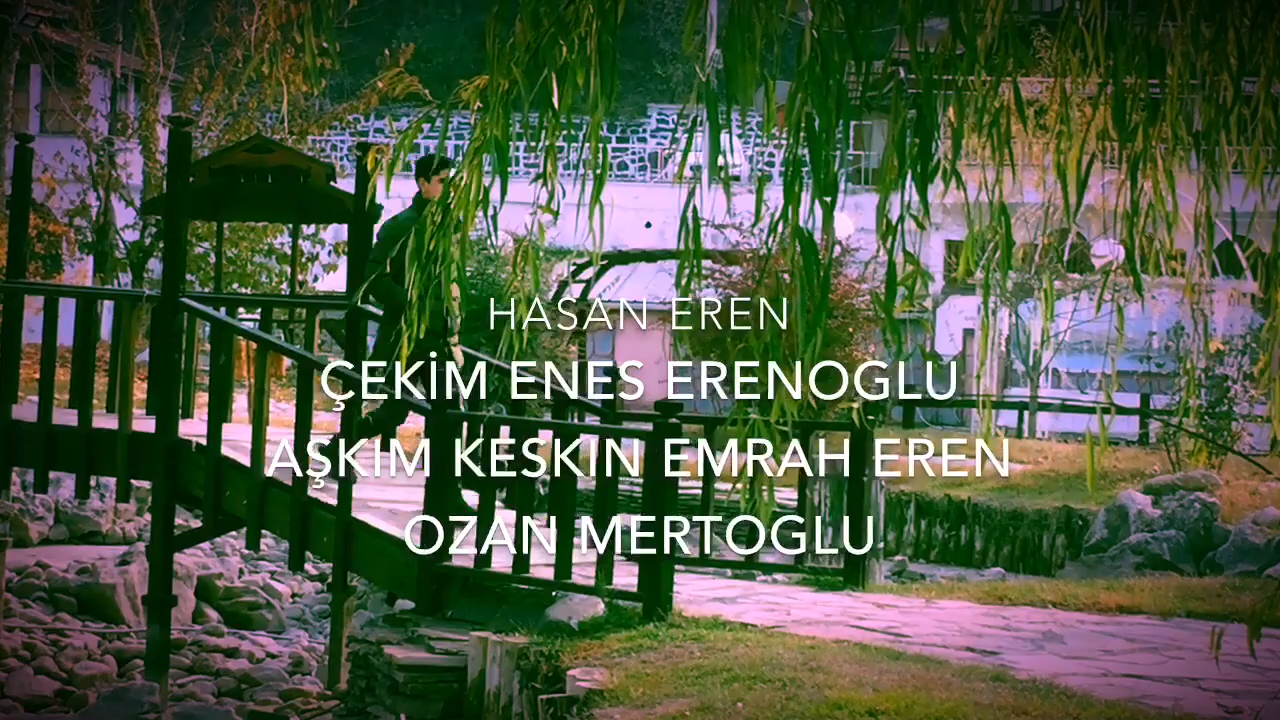 HASAN EREN
ÇEKİM ENES ERENOGLU
AŞKIM KESKIN EMRAH EREN
OZAN MERTOGLU